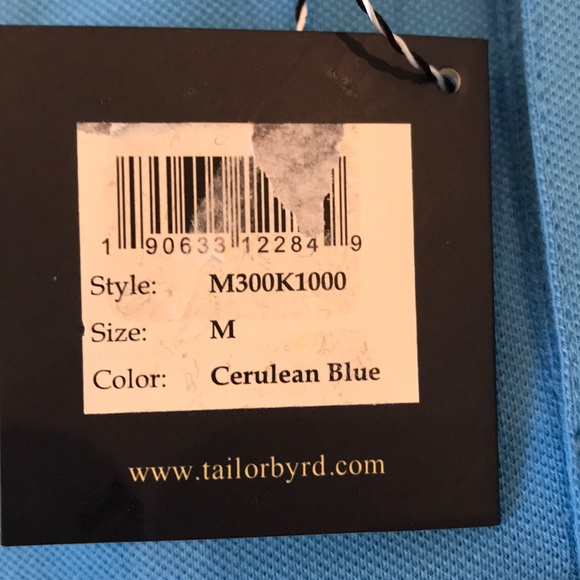 1 90633 12284 9
Style: M300K1000
Size: M
Color: Cerulean Blue
www.tailorbyrd.com